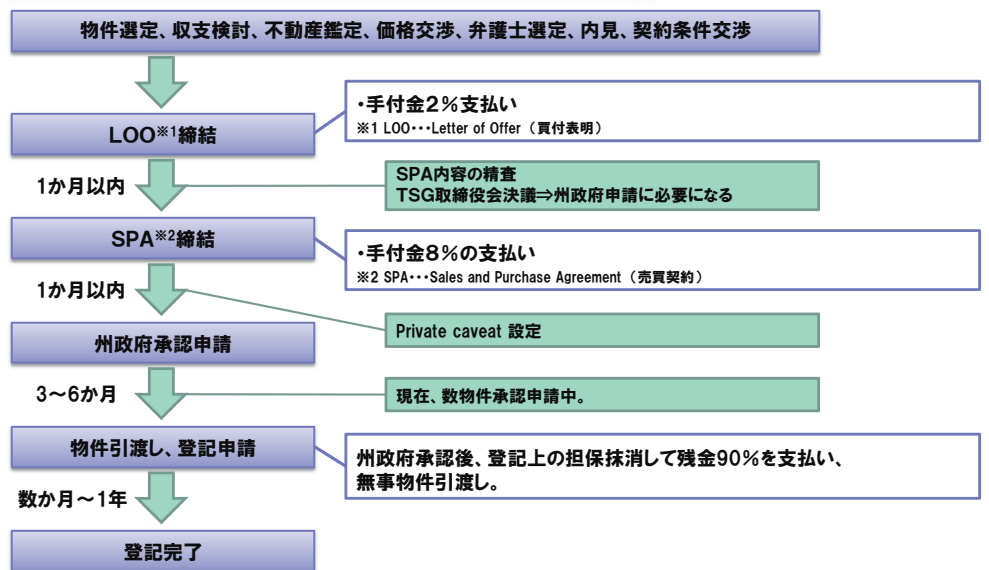 物件選定、収支検討、不動産鑑定、価格交渉、弁護士選定、内見、契約条件交渉
・手付金2％支払い
※1 LOO・・・Letter of Offer（買付表明）
LOO※1締結
1か月以内
SPA内容の精査
TSG取締役会決議⇒州政府申請に必要になる
SPA※2締結
・手付金8％の支払い
※2 SPA・・・Sales and Purchase Agreement（売買契約）
1か月以内
Private caveat 設定
州政府承認申請
3～6か月
現在、数物件承認申請中。
物件引渡し、登記申請
州政府承認後、登記上の担保抹消して残金90％を支払い、
無事物件引渡し。
数か月～1年
登記完了